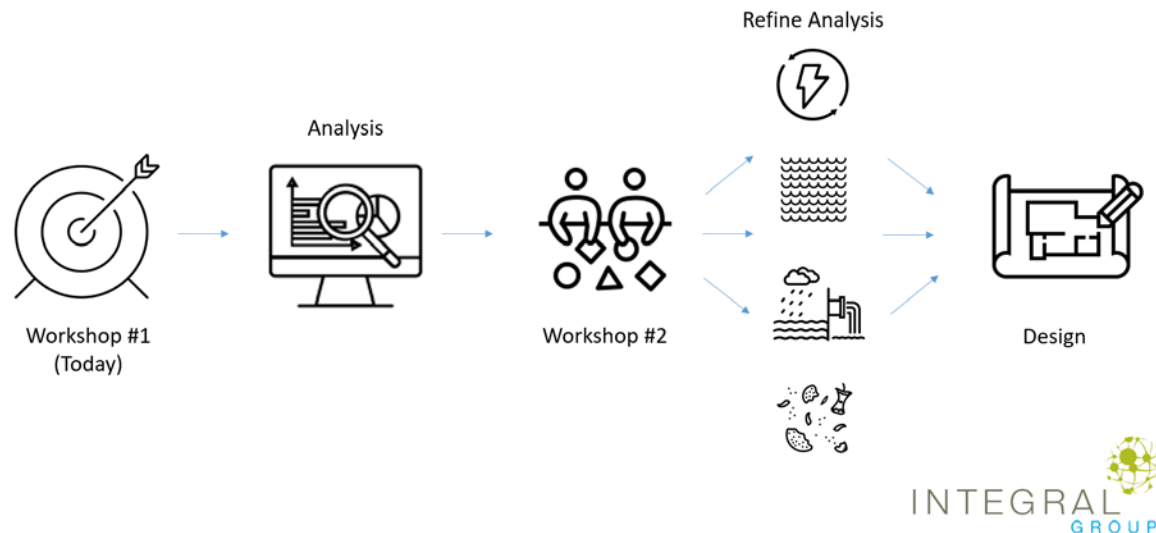 Refine Analysis
Analysis
Workshop #1
(Today)
Workshop #2
Design
INTEGRAL
GROUP